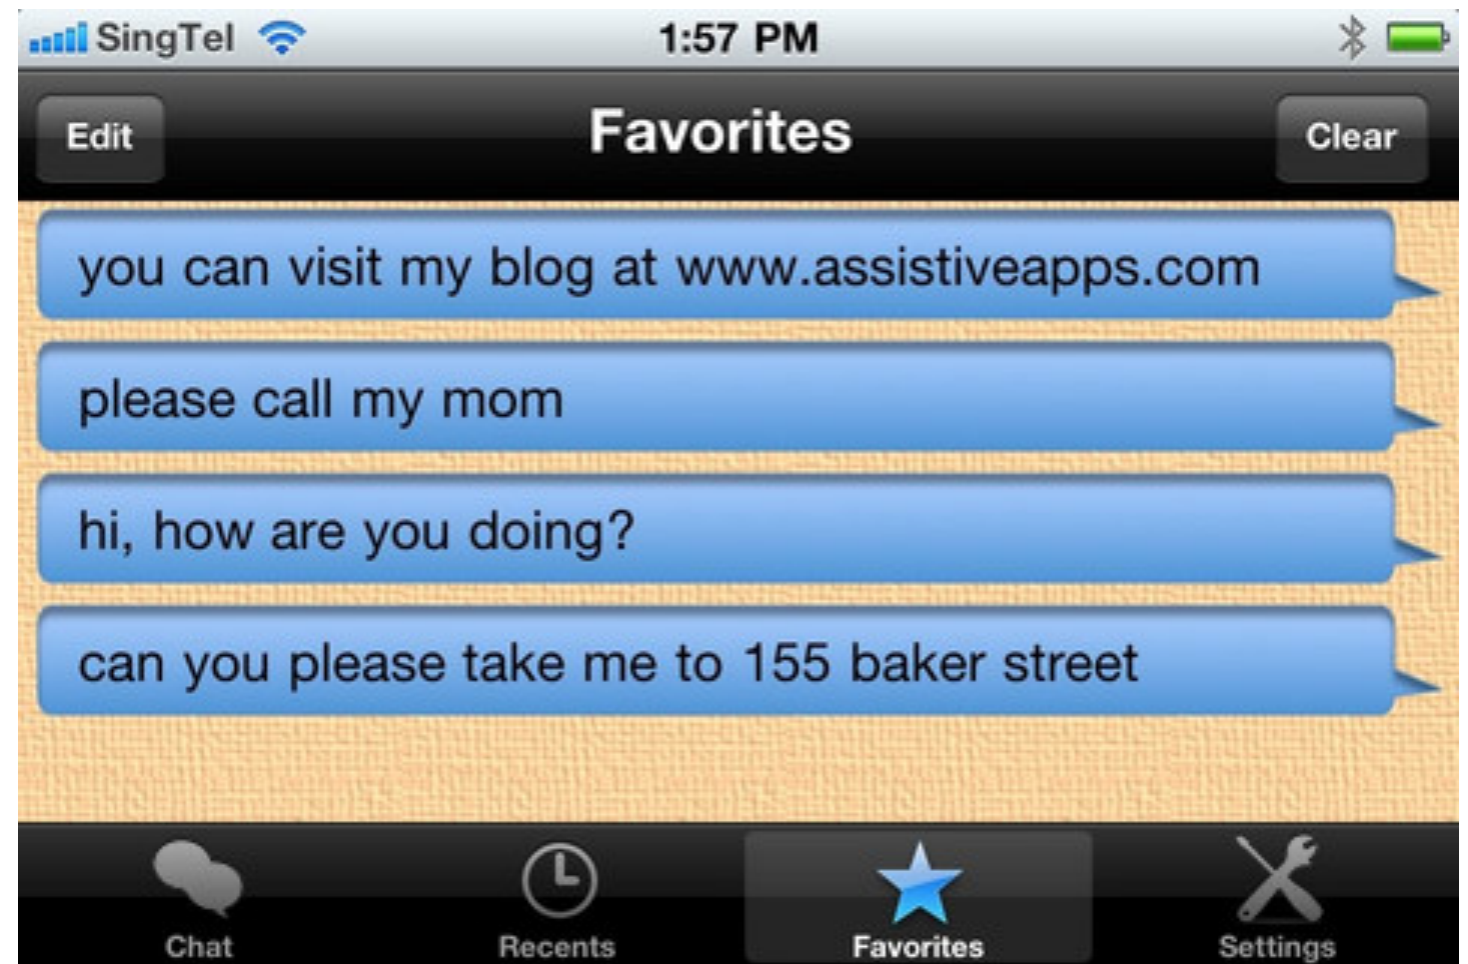 SingTel 1:57 PM
Edit Favorites Clear
you can visit my blog at www.assistiveapps.com
please call my mom
hi, how are you doing?
can you please take me to 155 baker street
Chat Recents Favorites Settings